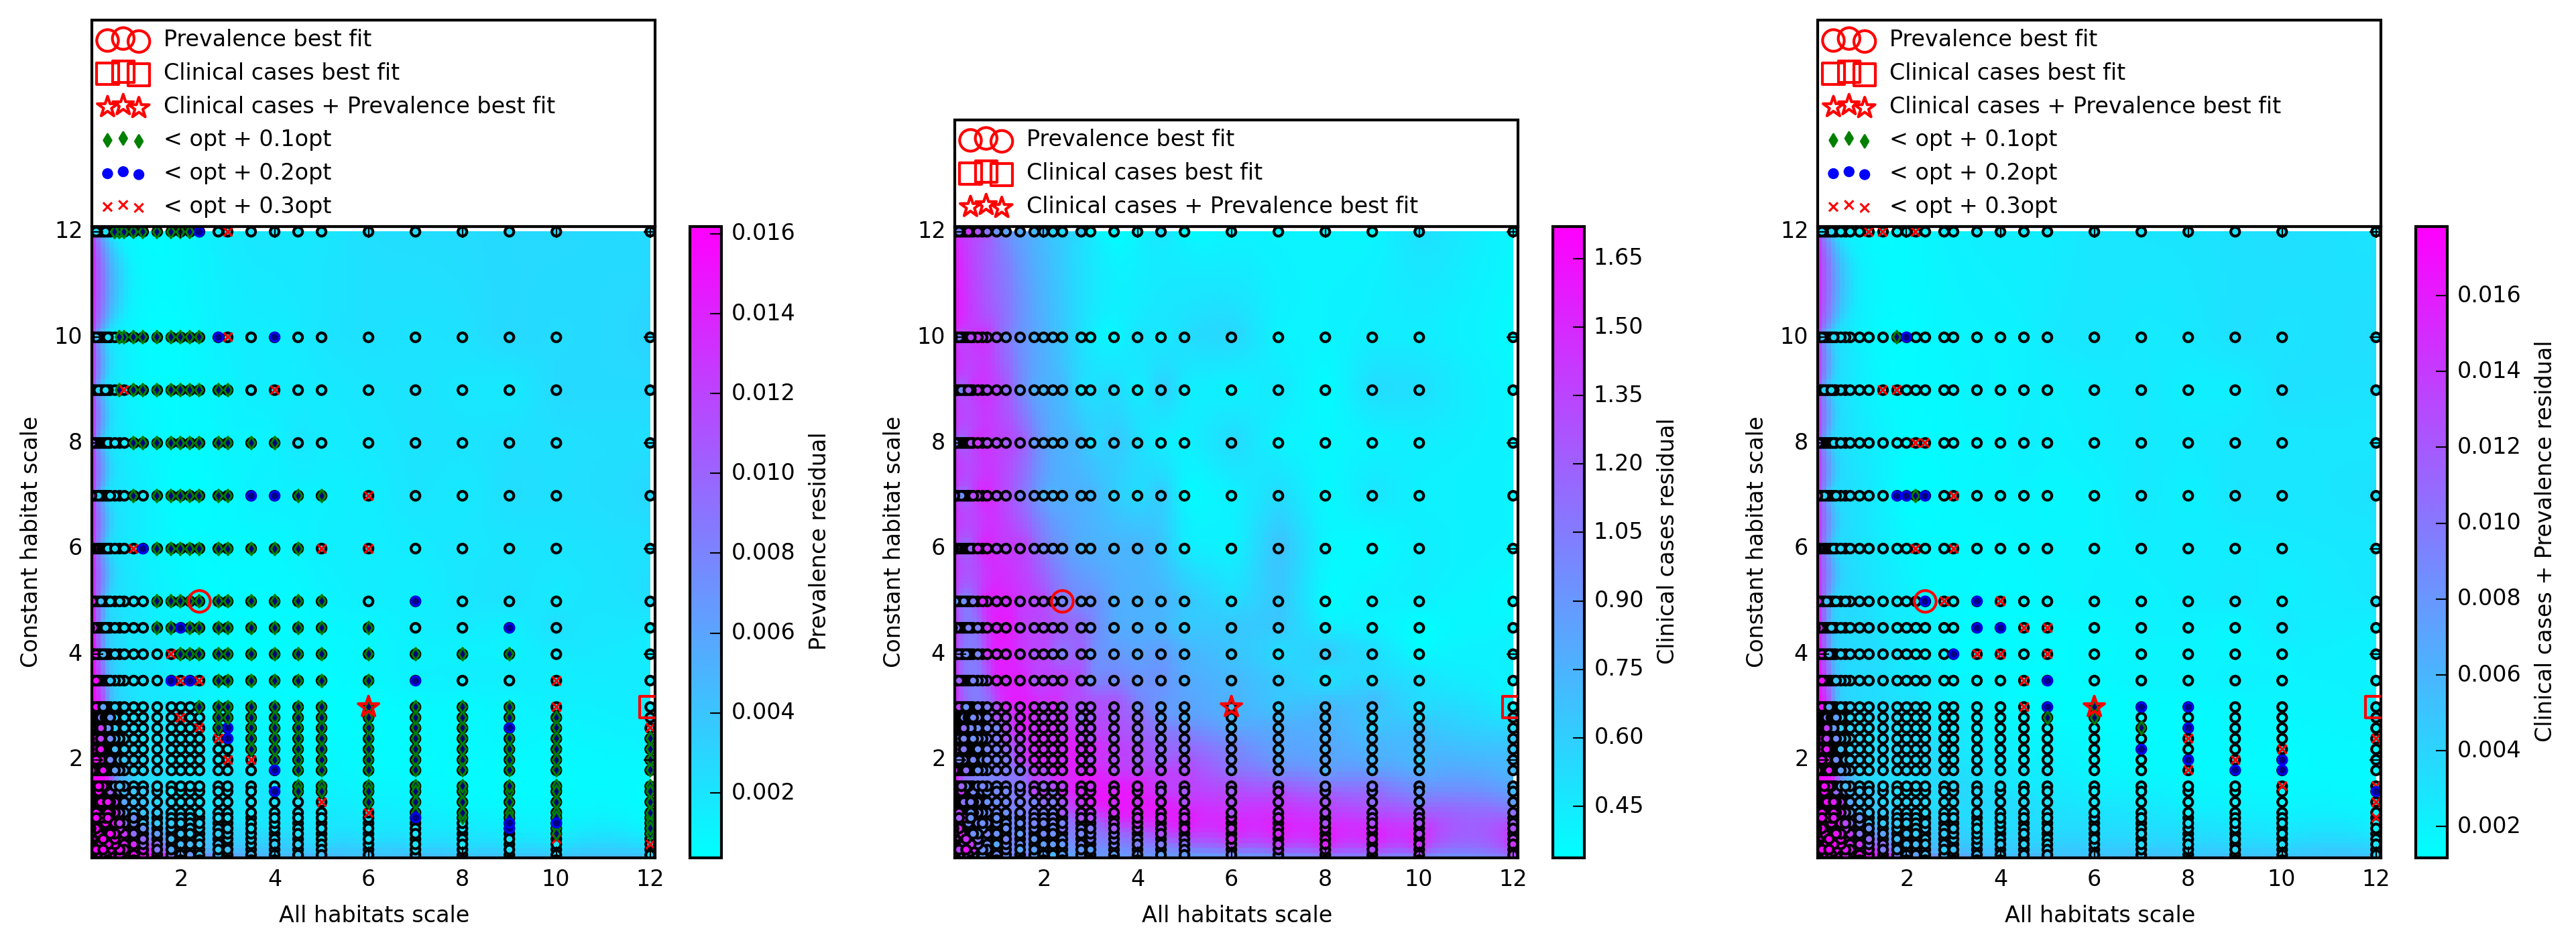 Prevalence best fit
Clinical cases best fit
Clinical cases + Prevalence best fit
< opt + 0.1opt
< opt + 0.2opt
< opt + 0.3opt
12
10
8
6
4
2
Constant habitat scale
2 4 6 8 10 12
All habitats scale
0.016
0.014
0.012
0.010
0.008
0.006
0.004
0.002
Prevalence residual
Prevalence best fit
Clinical cases best fit
Clinical cases + Prevalence best fit
12
10
8
6
4
2
Constant habitat scale
2 4 6 8 10 12
All habitats scale
1.65
1.50
1.35
1.20
1.05
0.90
0.75
0.60
0.45
Clinical cases residual
Prevalence best fit
Clinical cases best fit
Clinical cases + Prevalence best fit
< opt + 0.1opt
< opt + 0.2opt
< opt + 0.3opt
12
10
8
6
4
2
Constant habitat scale
2 4 6 8 10 12
All habitats scale
0.016
0.014
0.012
0.010
0.008
0.006
0.004
0.002
Clinical cases + Prevalence residual